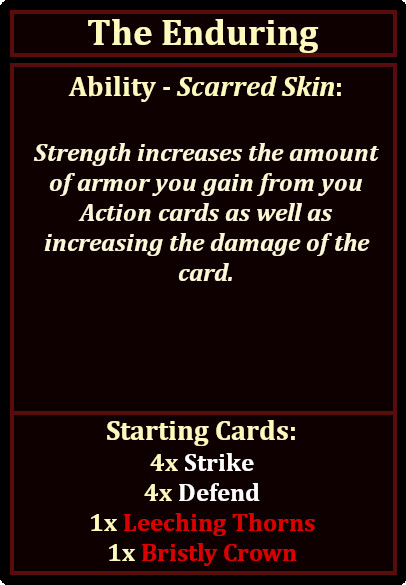 The Enduring
Ability - Scarred Skin:
Strength increases the amount
of armor you gain from you
Action cards as well as
increasing the damage of the
card.
Starting Cards:
4x Strike
4x Defend
1x Leeching Thorns
1x Bristly Crown